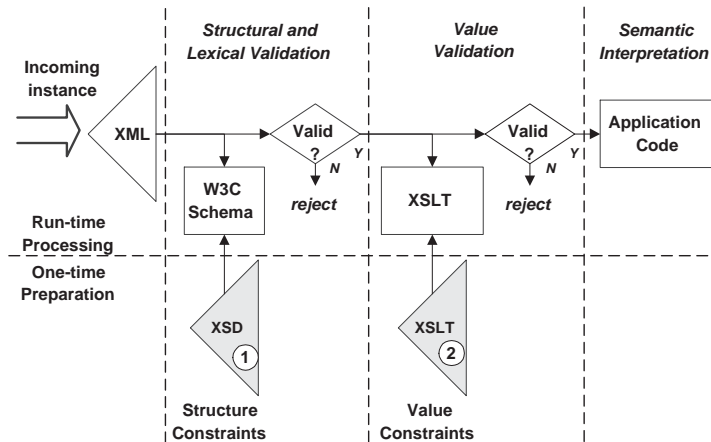 Structural and
Lexical Validation
Value
Validation
Semantic
Interpretation
Incoming
instance
XML
Valid
?
Y
N
reject
W3C
Schema
Valid
?
Y
N
reject
XSLT
Application
Code
Run-time
Processing
One-time
Preparation
XSD
1
XSLT
2
Structure
Constraints
Value
Constraints